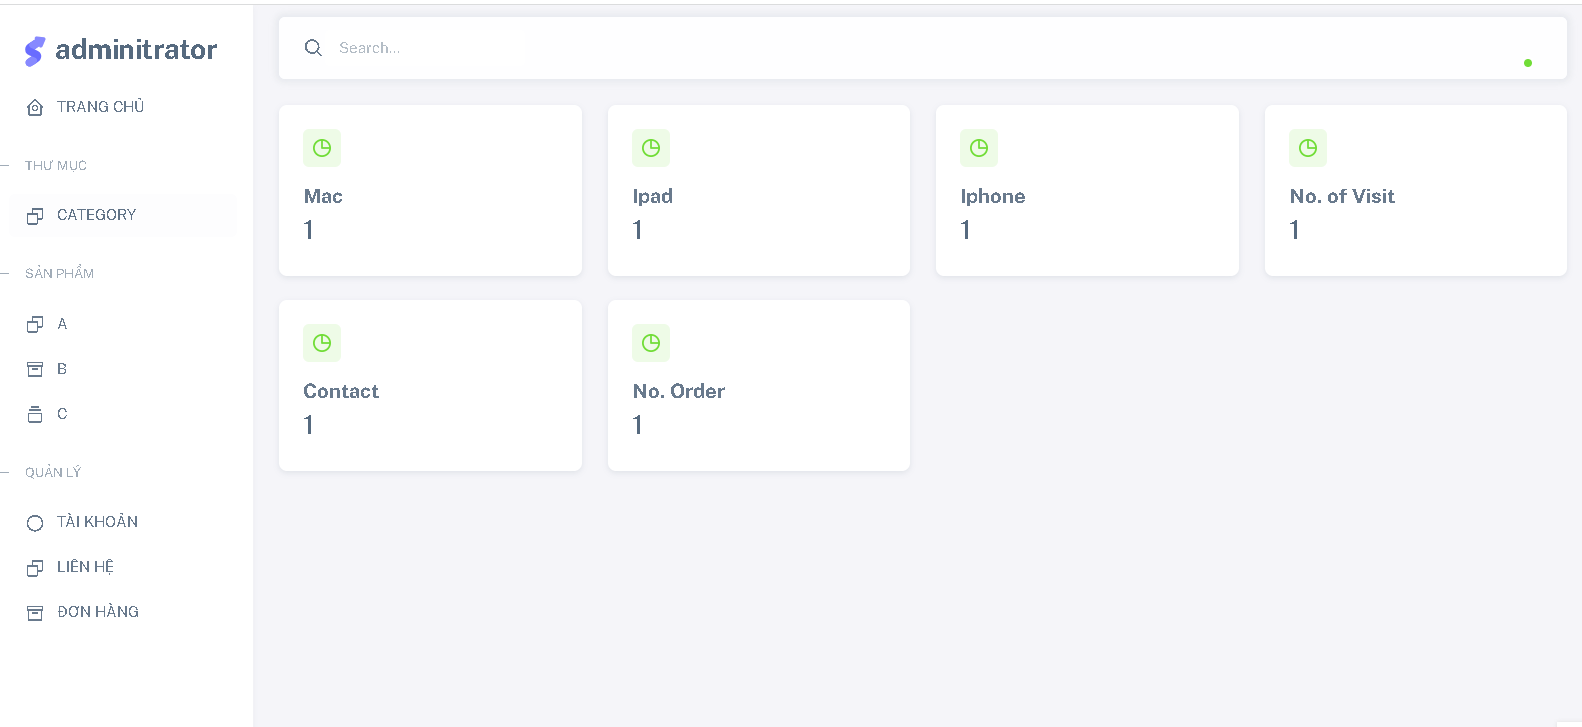 adminitrator
TRANG CHỦ
THƯ MỤC
CATEGORY
SẢN PHẨM
A
B
C
QUẢN LÝ
TÀI KHOẢN
LIÊN HỆ
ĐƠN HÀNG
Search...
Mac
1
Ipad
1
Iphone
1
No. of Visit
1
Contact
1
No. Order
1